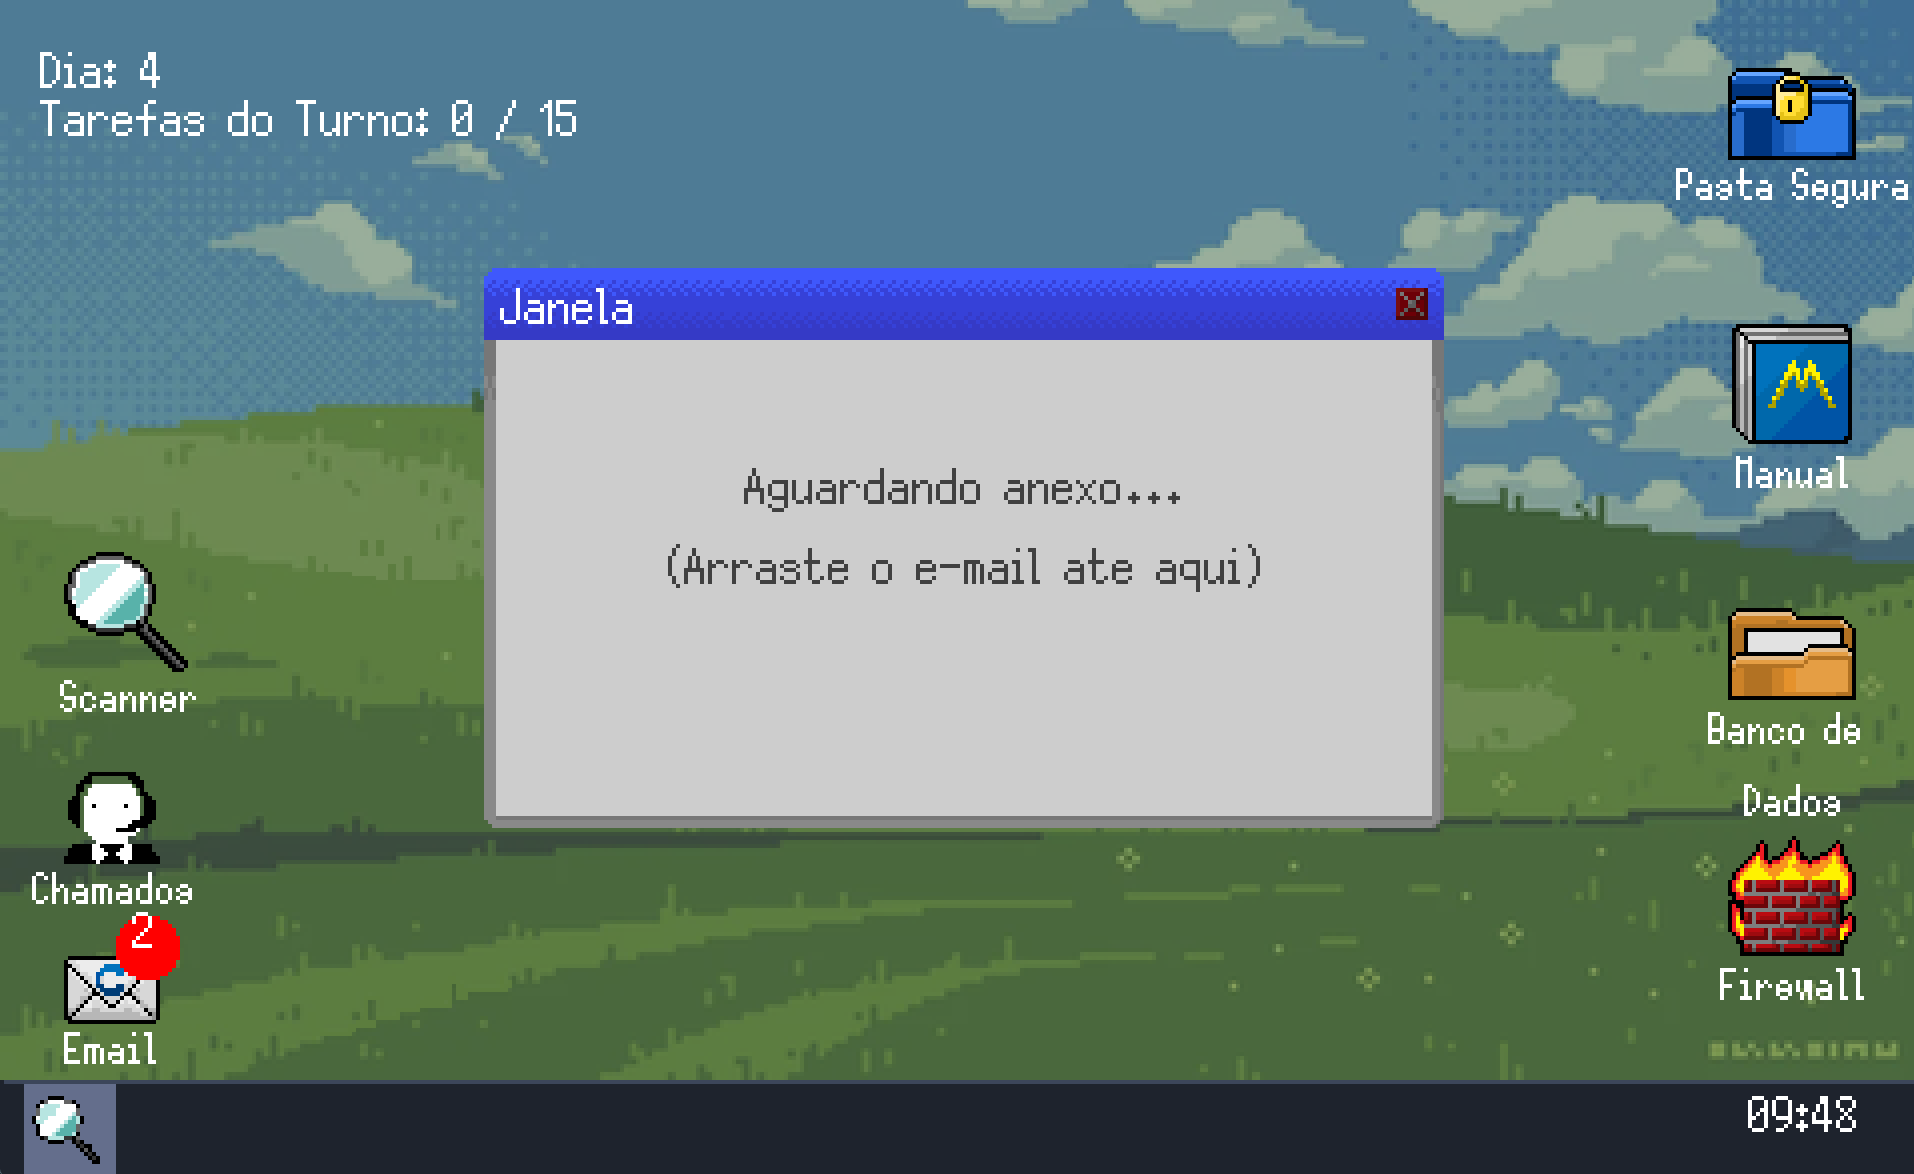 Dia: 4
Tarefas do Turno: 0 / 15
Pasta Segura
Janela
Manual
Aguardando anexo...
(Arraste o e-mail ate aqui)
Scanner
Banco de
Dados
Chamados
2
Firewall
Email
09:48